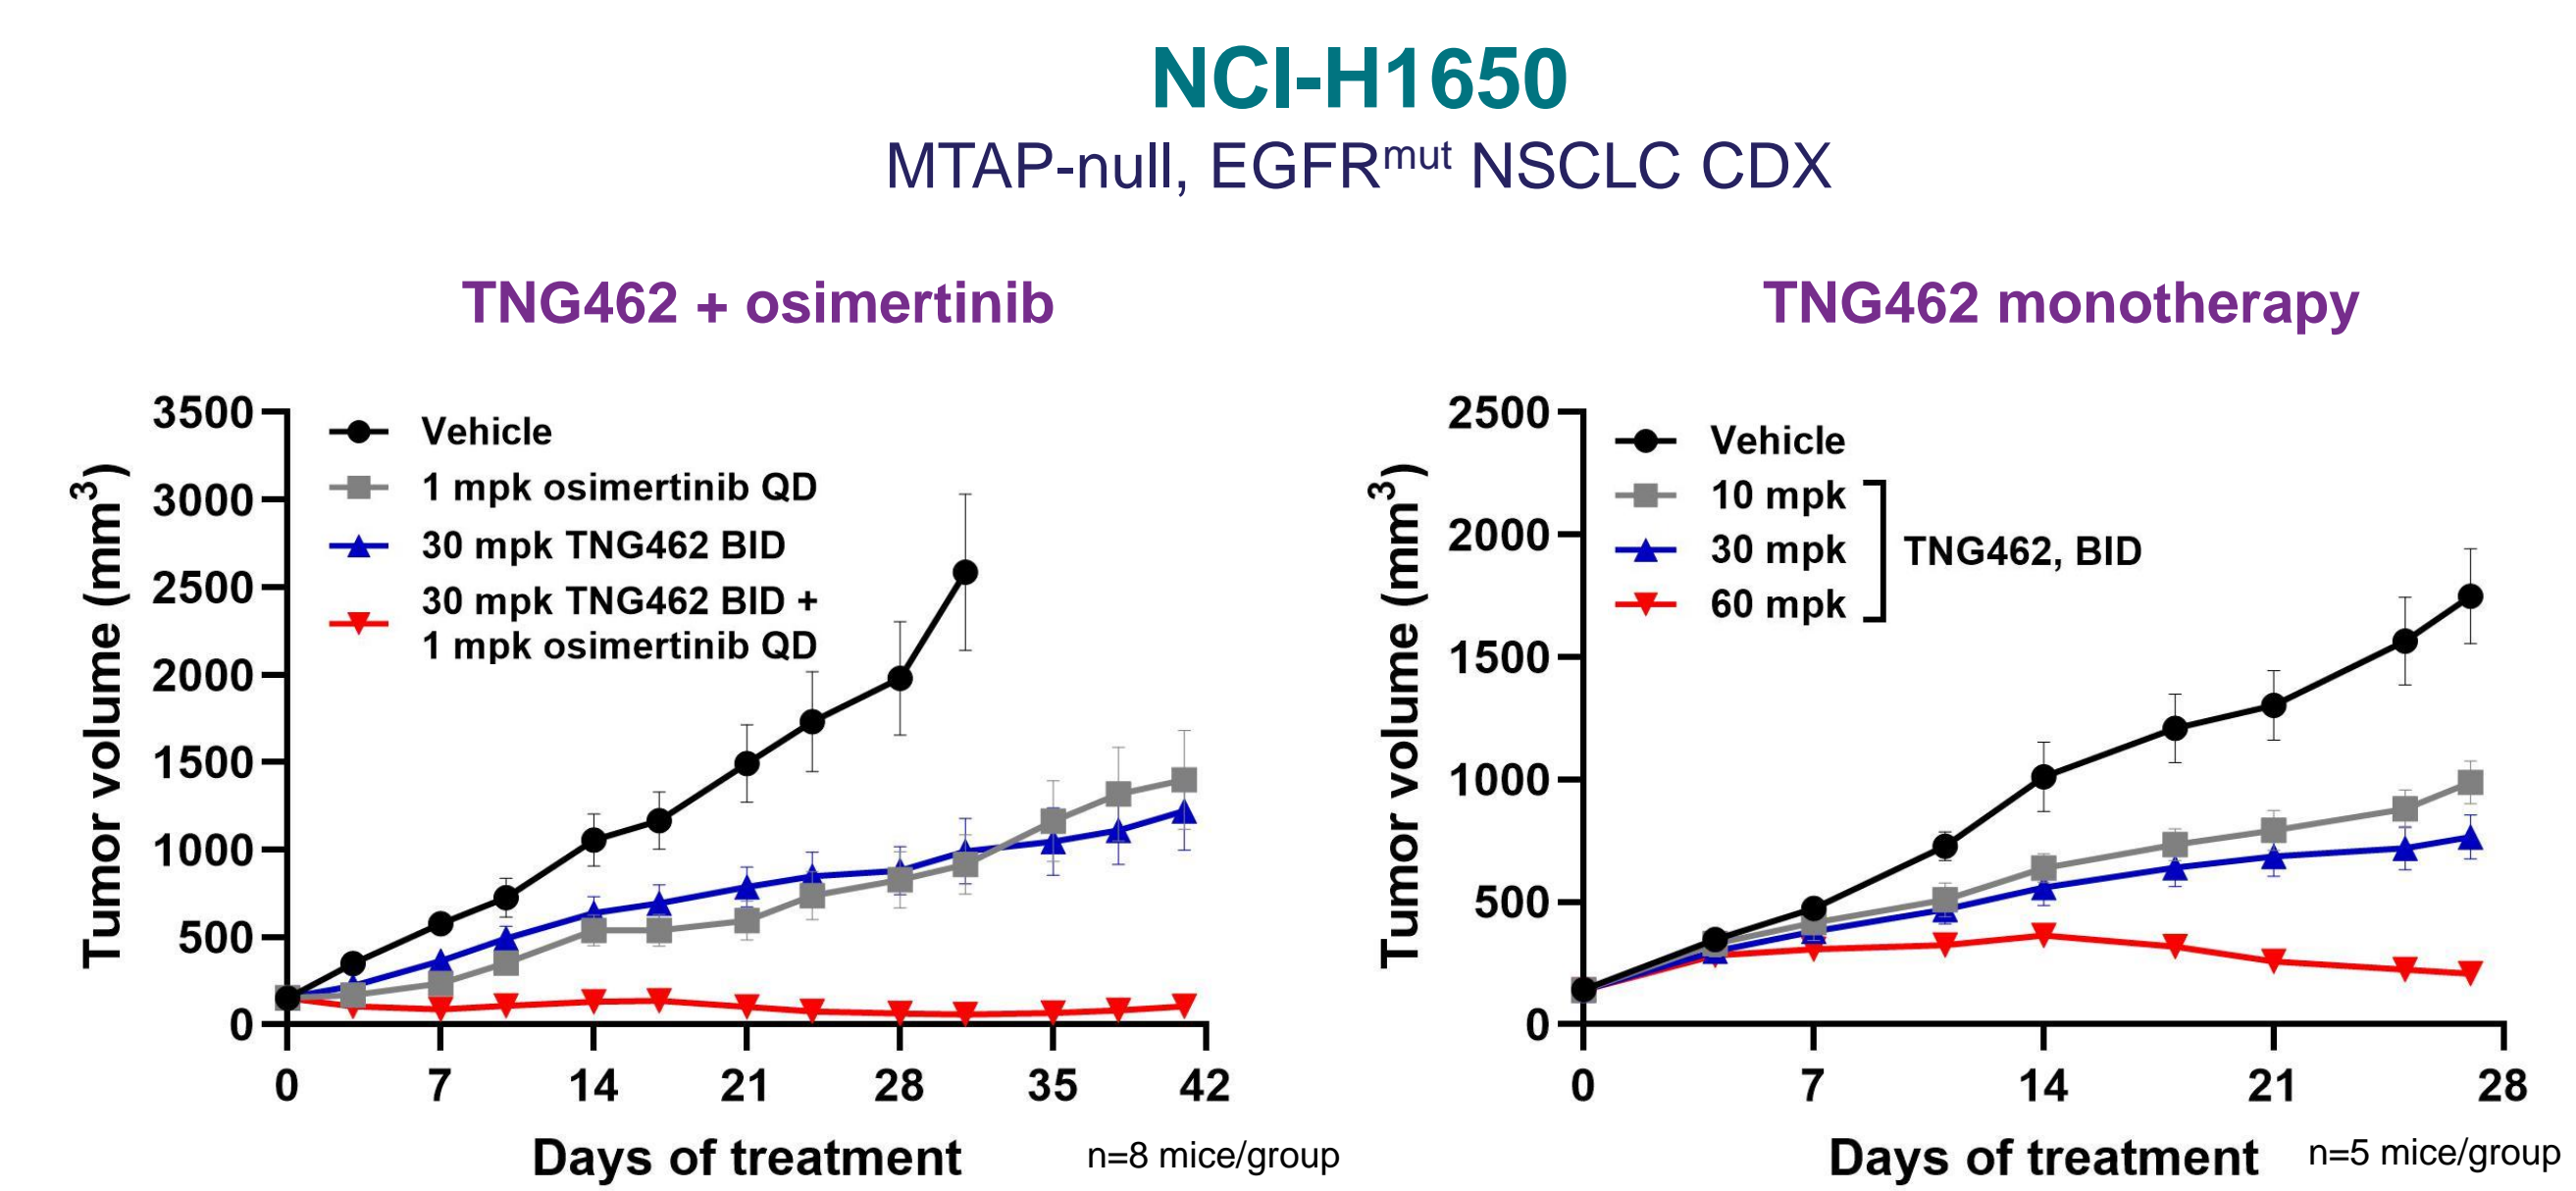 NCI-H1650
MTAP-null, EGFRmut NSCLC CDX
TNG462 + osimertinib
3500
3000
2500
2000
1500
1000
500
0
Tumor volume (mm3)
Vehicle
1 mpk osimertinib QD
30 mpk TNG462 BID
30 mpk TNG462 BID +
1 mpk osimertinib QD
0 7 14 21 28 35 42
Days of treatment
n=8 mice/group
TNG462 monotherapy
2500
2000
1500
1000
500
0
Tumor volume (mm3)
Vehicle
10 mpk
30 mpk
60 mpk
TNG462, BID
0 7 14 21 28
Days of treatment
n=5 mice/group